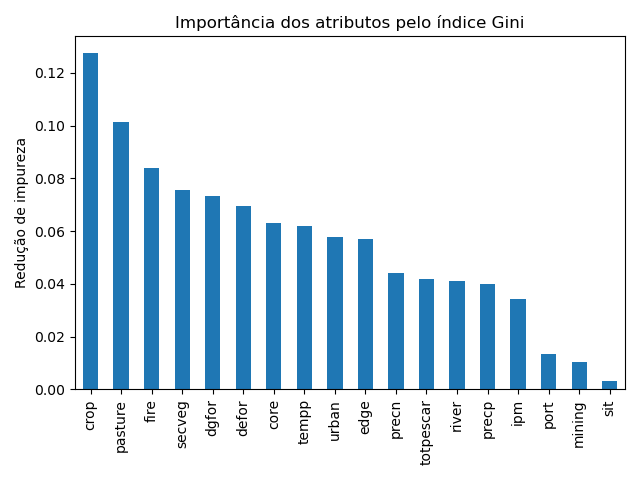 Importância dos atributos pelo índice Gini
Redução de impureza
0.12
0.10
0.08
0.06
0.04
0.02
0.00
crop
pasture
fire
secveg
dgfor
defor
core
tempp
urban
edge
precn
totpescar
river
precp
ipm
port
mining
sit